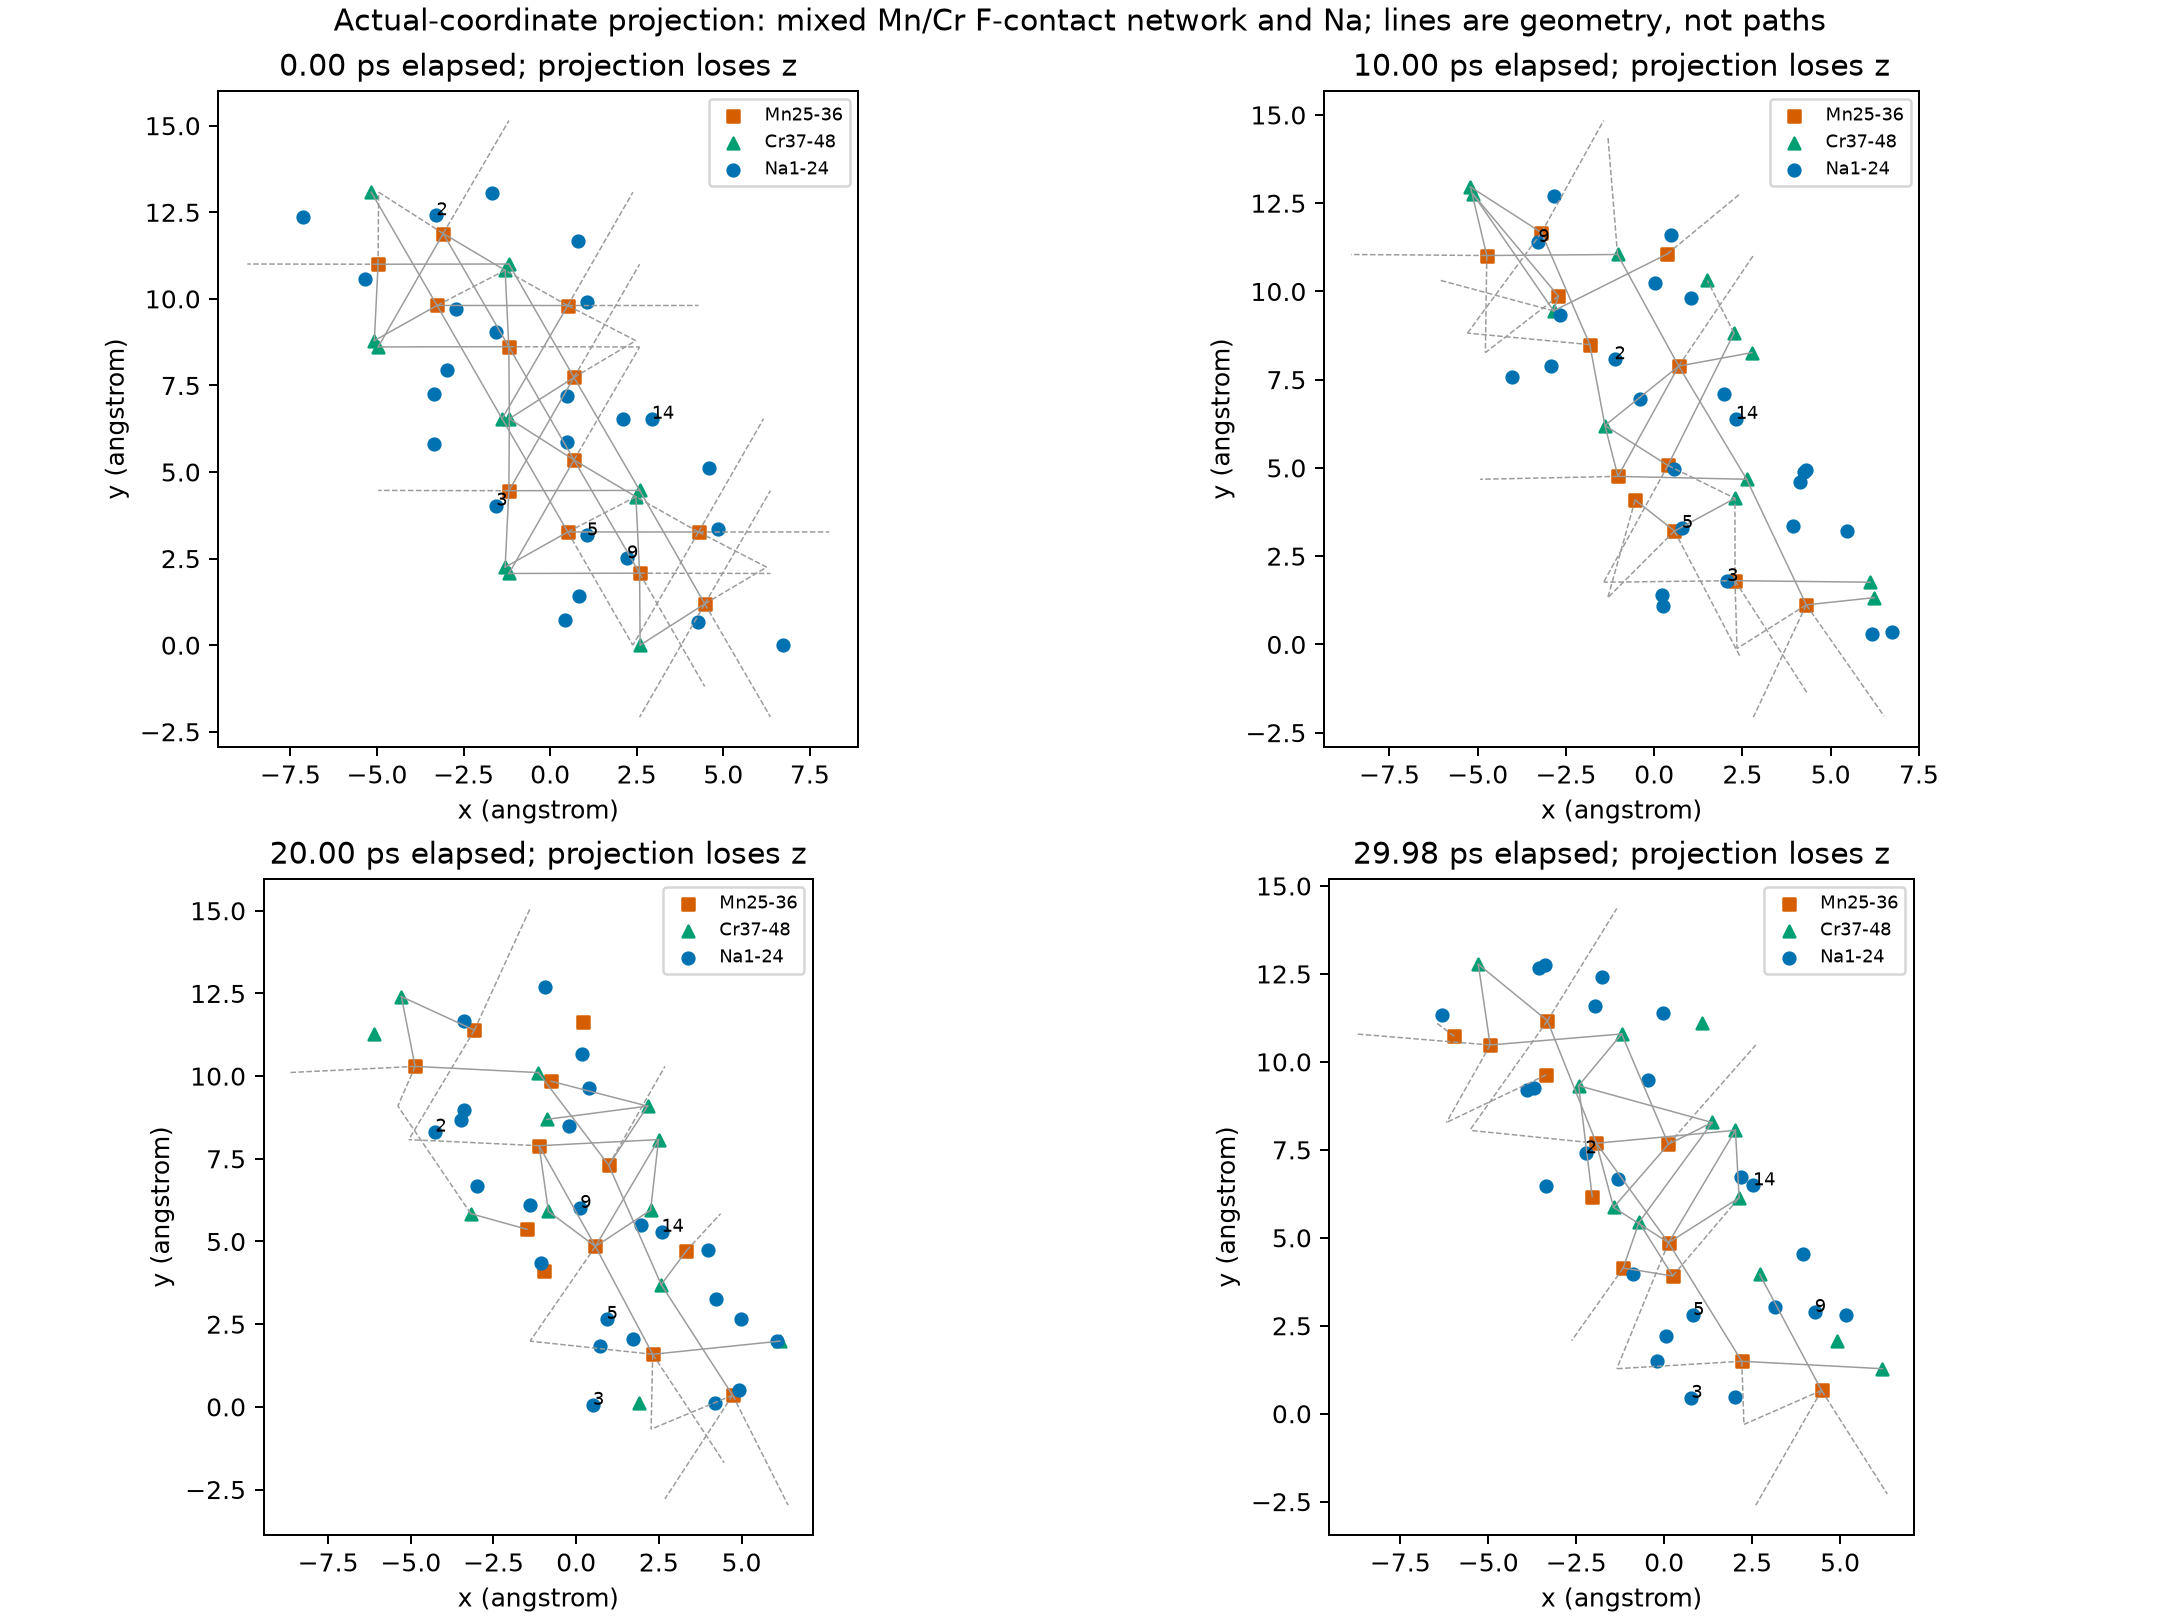 Actual-coordinate projection: mixed Mn/Cr F-contact network and Na; lines are geometry, not paths
0.00 ps elapsed; projection loses z
Mn25-36
Cr37-48
Na1-24
2
14
3
5
9
15.0
12.5
10.0
7.5
5.0
2.5
0.0
−2.5
y (angstrom)
−7.5 −5.0 −2.5 0.0 2.5 5.0 7.5
x (angstrom)
10.00 ps elapsed; projection loses z
Mn25-36
Cr37-48
Na1-24
9
2
14
5
3
15.0
12.5
10.0
7.5
5.0
2.5
0.0
−2.5
y (angstrom)
−7.5 −5.0 −2.5 0.0 2.5 5.0 7.5
x (angstrom)
20.00 ps elapsed; projection loses z
Mn25-36
Cr37-48
Na1-24
2
9
14
5
3
15.0
12.5
10.0
7.5
5.0
2.5
0.0
−2.5
y (angstrom)
−7.5 −5.0 −2.5 0.0 2.5 5.0
x (angstrom)
29.98 ps elapsed; projection loses z
Mn25-36
Cr37-48
Na1-24
2
14
5
9
3
15.0
12.5
10.0
7.5
5.0
2.5
0.0
−2.5
y (angstrom)
−7.5 −5.0 −2.5 0.0 2.5 5.0
x (angstrom)